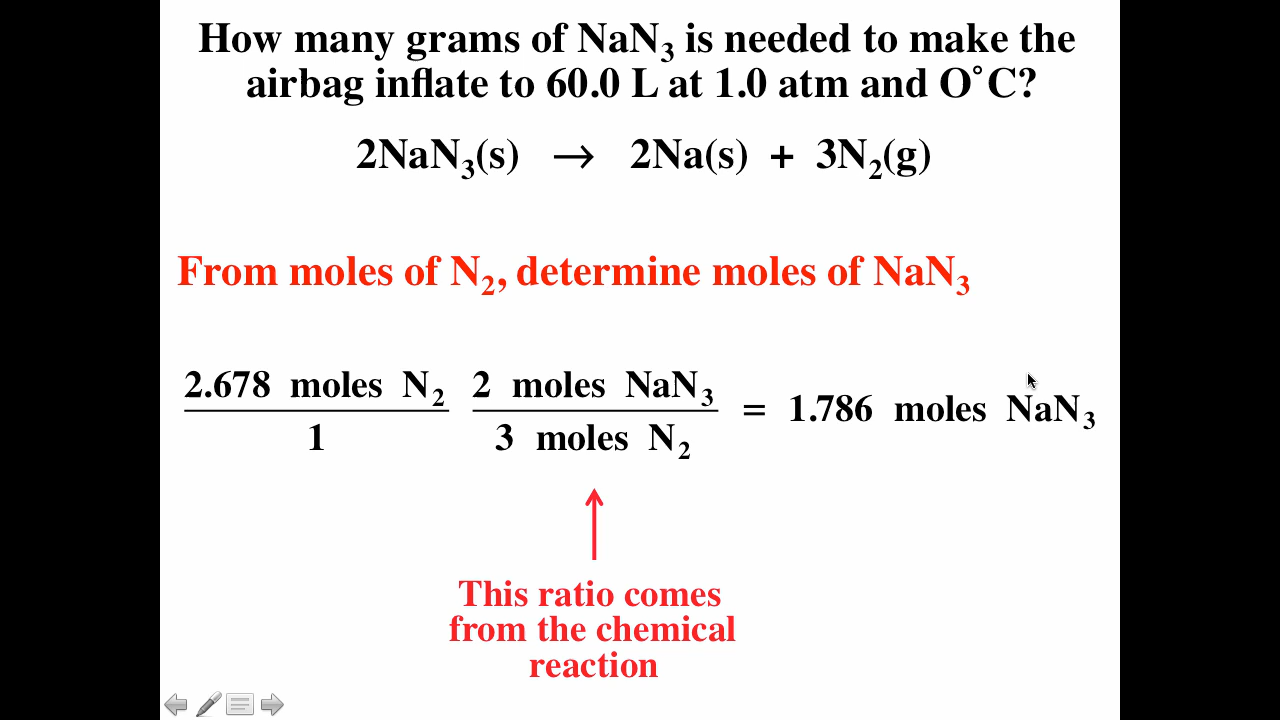 How many grams of NaN₃ is needed to make the
airbag inflate to 60.0 L at 1.0 atm and O˚C?
2NaN₃(s) → 2Na(s) + 3N₂(g)
From moles of N₂, determine moles of NaN₃
2.678 moles N₂ 2 moles NaN₃
= 1.786 moles NaN₃
1 3 moles N₂
This ratio comes
from the chemical
reaction